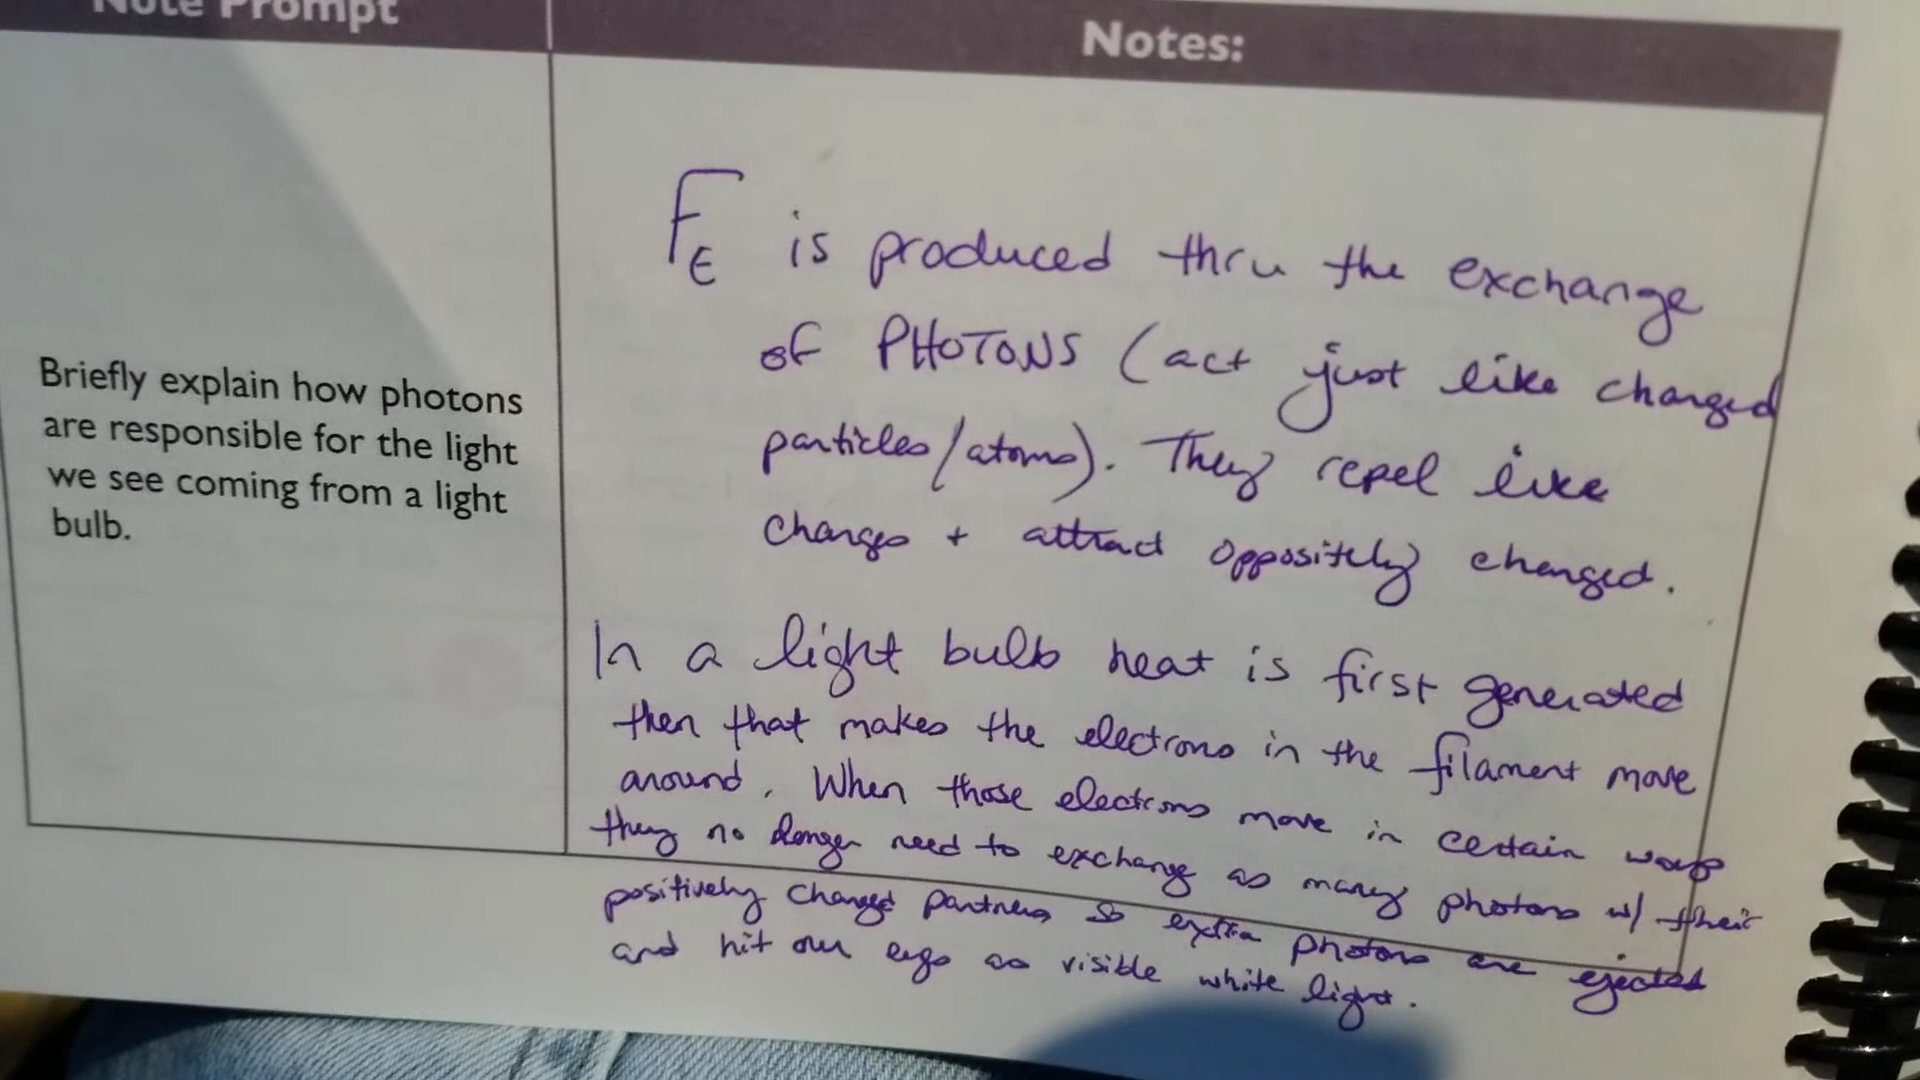 Note Prompt
Notes:
Briefly explain how photons
are responsible for the light
we see coming from a light
bulb.
FE is produced thru the exchange
of PHOTONS (act just like charged
particles/atoms). They repel like
charges + attract oppositely charged.
In a light bulb heat is first generated
then that makes the electrons in the filament move
around. When those electrons move in certain ways
they no longer need to exchange as many photons w/ their
positively charged partners so extra photons are ejected
and hit our eyes as visible white light.